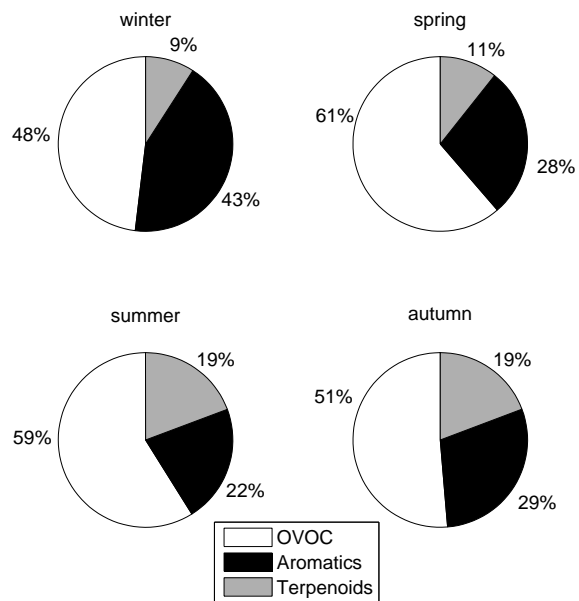 winter
9%
48%
43%
spring
11%
61%
28%
summer
19%
59%
22%
autumn
19%
51%
29%
OVOC
Aromatics
Terpenoids